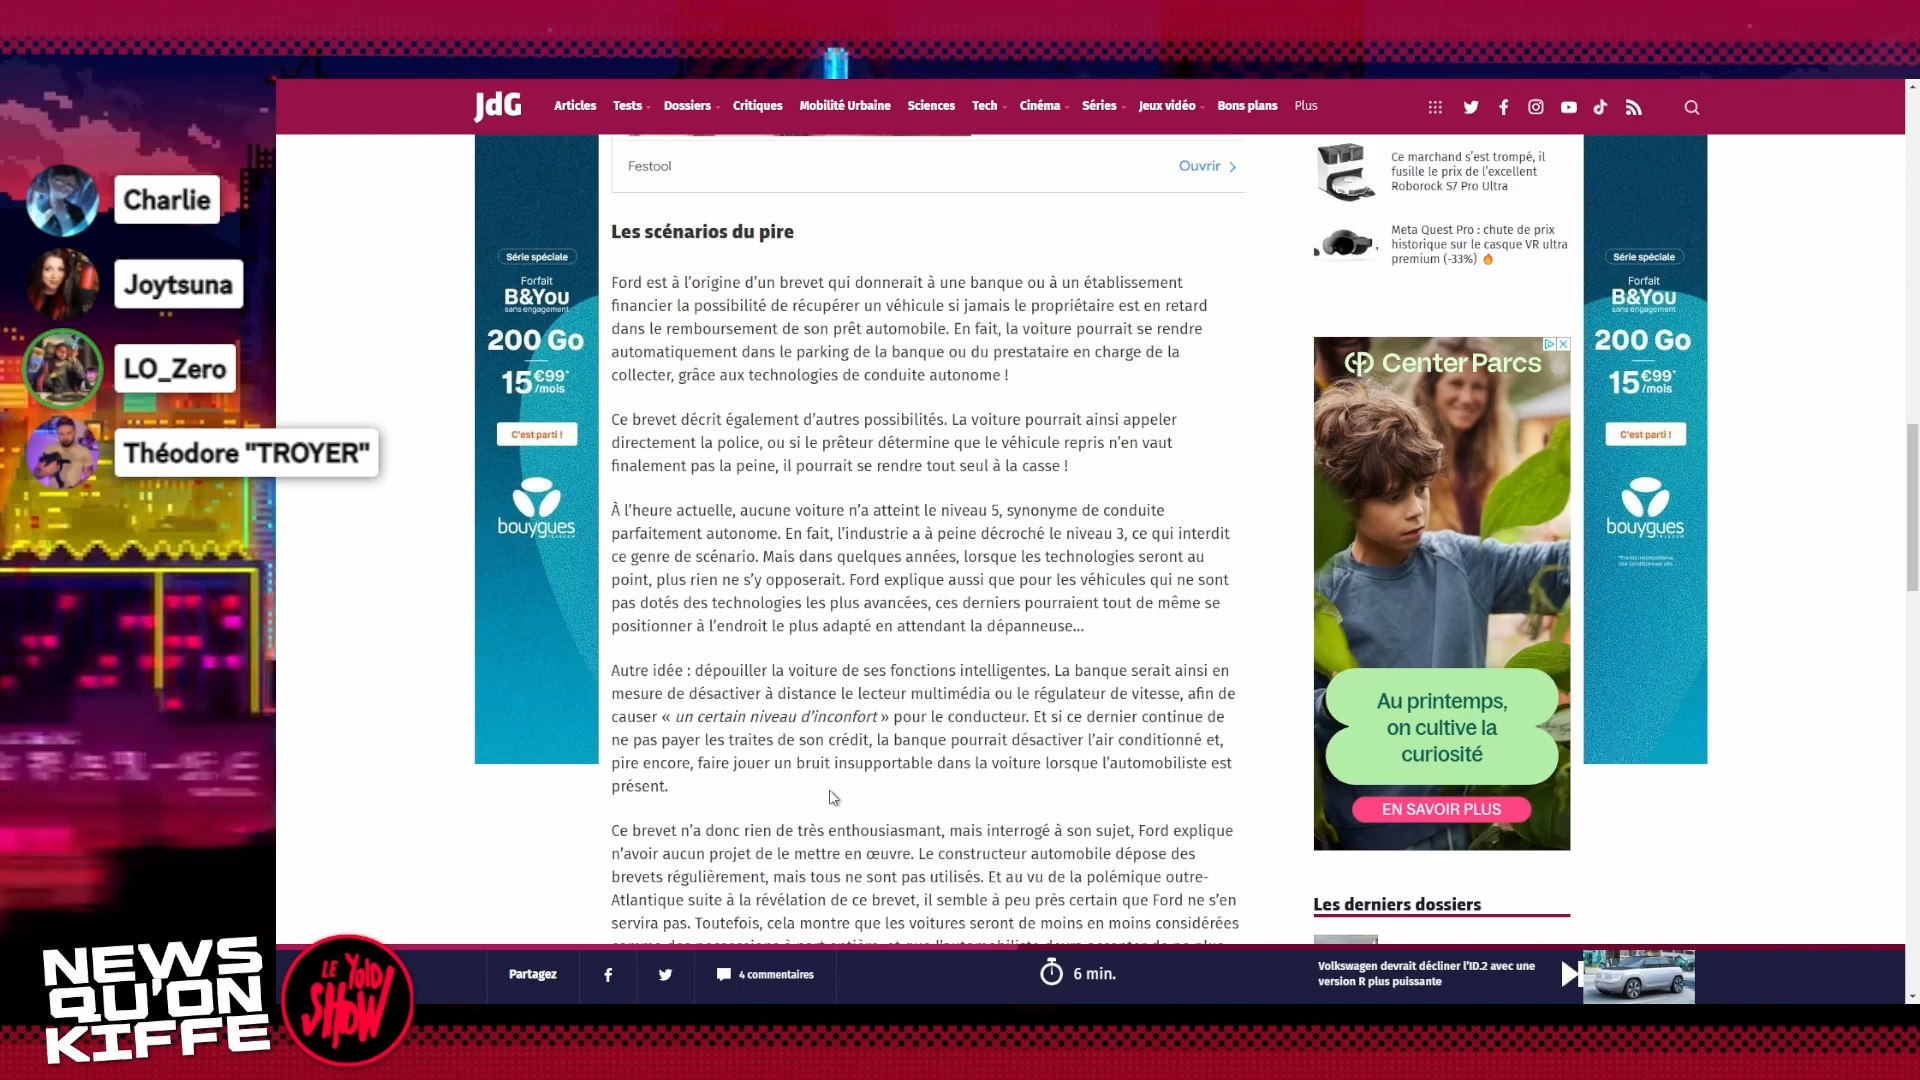 JdG
Articles
Tests
Dossiers
Critiques
Mobilité Urbaine
Sciences
Tech
Cinéma
Séries
Jeux vidéo
Bons plans
Plus
Charlie
Joytsuna
LO_Zero
Théodore "TROYER"
Série spéciale
Forfait
B&You
sans engagement
200 Go
15€99*
/mois
C'est parti !
bouygues
TELECOM
Festool
Ouvrir
Les scénarios du pire
Ford est à l'origine d'un brevet qui donnerait à une banque ou à un établissement
financier la possibilité de récupérer un véhicule si jamais le propriétaire est en retard
dans le remboursement de son prêt automobile. En fait, la voiture pourrait se rendre
automatiquement dans le parking de la banque ou du prestataire en charge de la
collecter, grâce aux technologies de conduite autonome !
Ce brevet décrit également d'autres possibilités. La voiture pourrait ainsi appeler
directement la police, ou si le prêteur détermine que le véhicule repris n'en vaut
finalement pas la peine, il pourrait se rendre tout seul à la casse !
À l'heure actuelle, aucune voiture n'a atteint le niveau 5, synonyme de conduite
parfaitement autonome. En fait, l'industrie a à peine décroché le niveau 3, ce qui interdit
ce genre de scénario. Mais dans quelques années, lorsque les technologies seront au
point, plus rien ne s'y opposerait. Ford explique aussi que pour les véhicules qui ne sont
pas dotés des technologies les plus avancées, ces derniers pourraient tout de même se
positionner à l'endroit le plus adapté en attendant la dépanneuse...
Autre idée : dépouiller la voiture de ses fonctions intelligentes. La banque serait ainsi en
mesure de désactiver à distance le lecteur multimédia ou le régulateur de vitesse, afin de
causer « un certain niveau d'inconfort » pour le conducteur. Et si ce dernier continue de
ne pas payer les traites de son crédit, la banque pourrait désactiver l'air conditionné et,
pire encore, faire jouer un bruit insupportable dans la voiture lorsque l'automobiliste est
présent.
Ce brevet n'a donc rien de très enthousiasmant, mais interrogé à son sujet, Ford explique
n'avoir aucun projet de le mettre en œuvre. Le constructeur automobile dépose des
brevets régulièrement, mais tous ne sont pas utilisés. Et au vu de la polémique outre-
Atlantique suite à la révélation de ce brevet, il semble à peu près certain que Ford ne s'en
servira pas. Toutefois, cela montre que les voitures seront de moins en moins considérées
Ce marchand s'est trompé, il
fusille le prix de l'excellent
Roborock S7 Pro Ultra
Meta Quest Pro : chute de prix
historique sur le casque VR ultra
premium (-33%) 🔥
Center Parcs
Au printemps,
on cultive la
curiosité
EN SAVOIR PLUS
Les derniers dossiers
Série spéciale
Forfait
B&You
sans engagement
200 Go
15€99*
/mois
C'est parti !
bouygues
TELECOM
NEWS
QU'ON
KIFFE
LE YOLO
SHOW
Partagez
4 commentaires
6 min.
Volkswagen devrait décliner l'ID.2 avec une
version R plus puissante